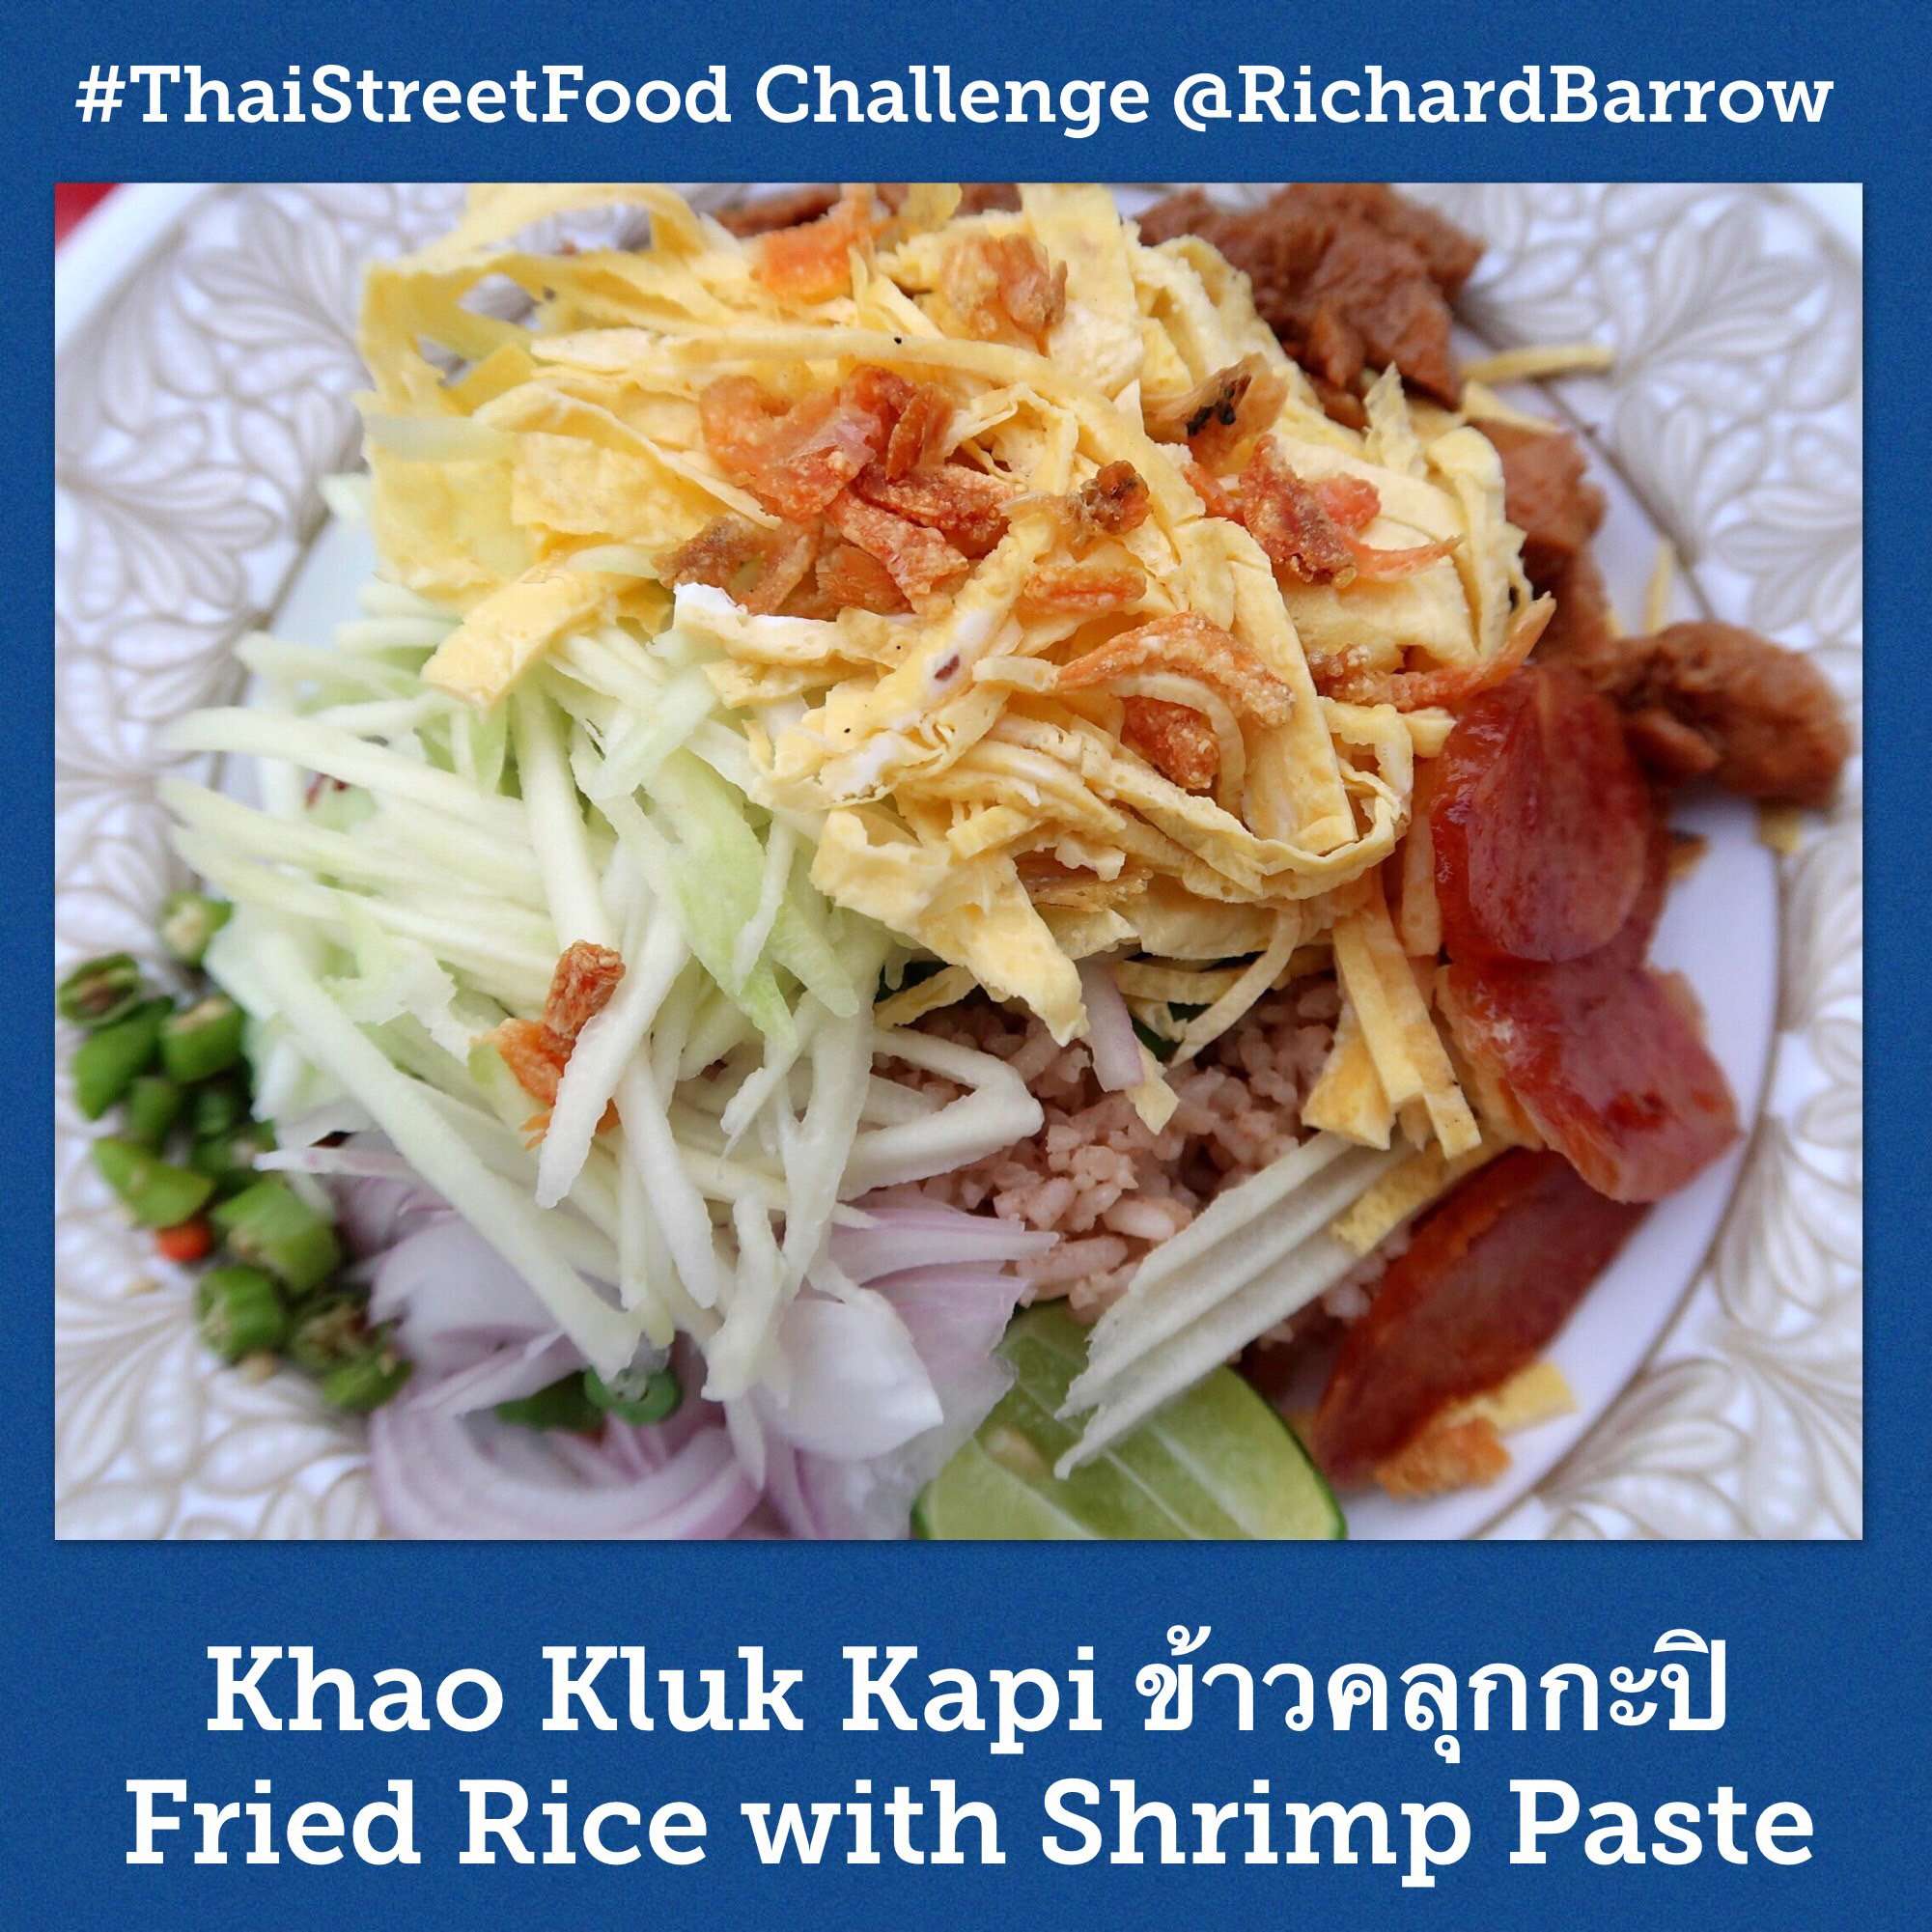 #ThaiStreetFood Challenge @RichardBarrow
Khao Kluk Kapi ข้าวคลุกกะปิ
Fried Rice with Shrimp Paste